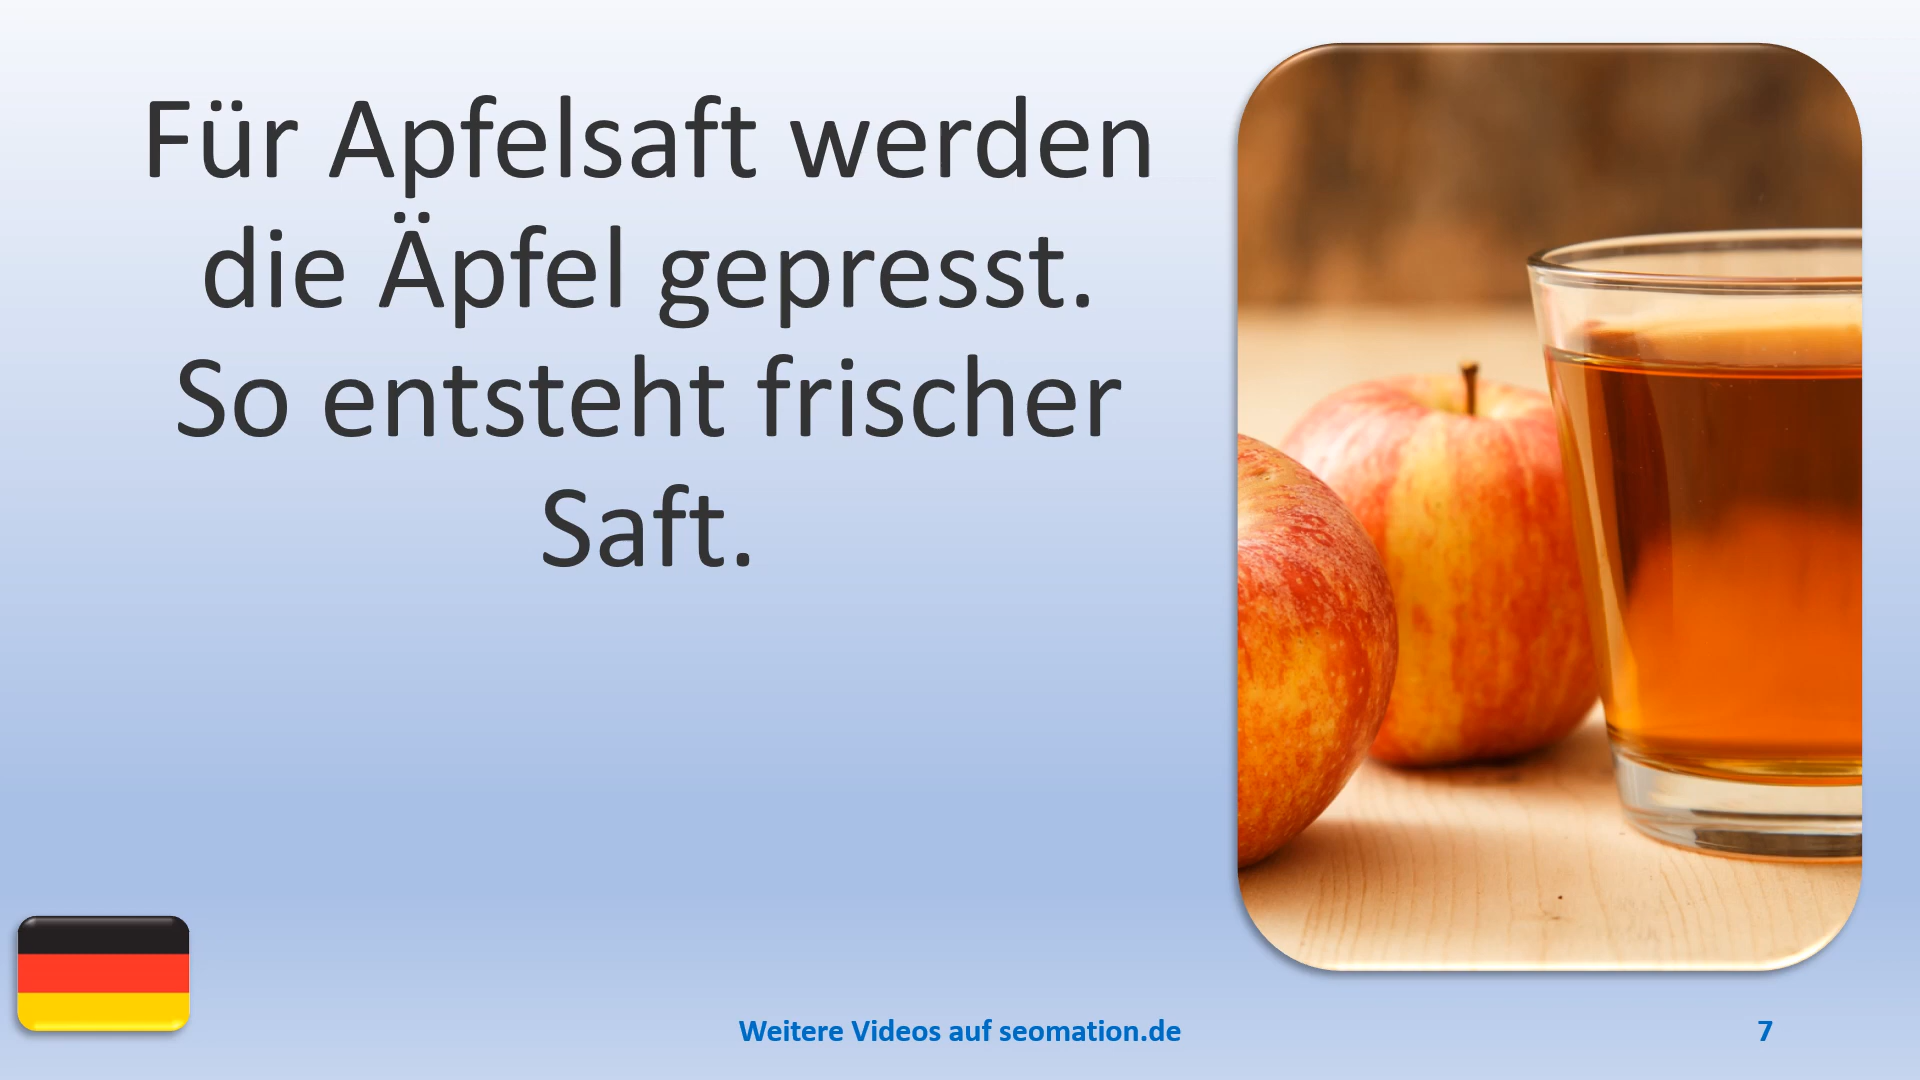 Für Apfelsaft werden
die Äpfel gepresst.
So entsteht frischer
Saft.
Weitere Videos auf seomation.de
7